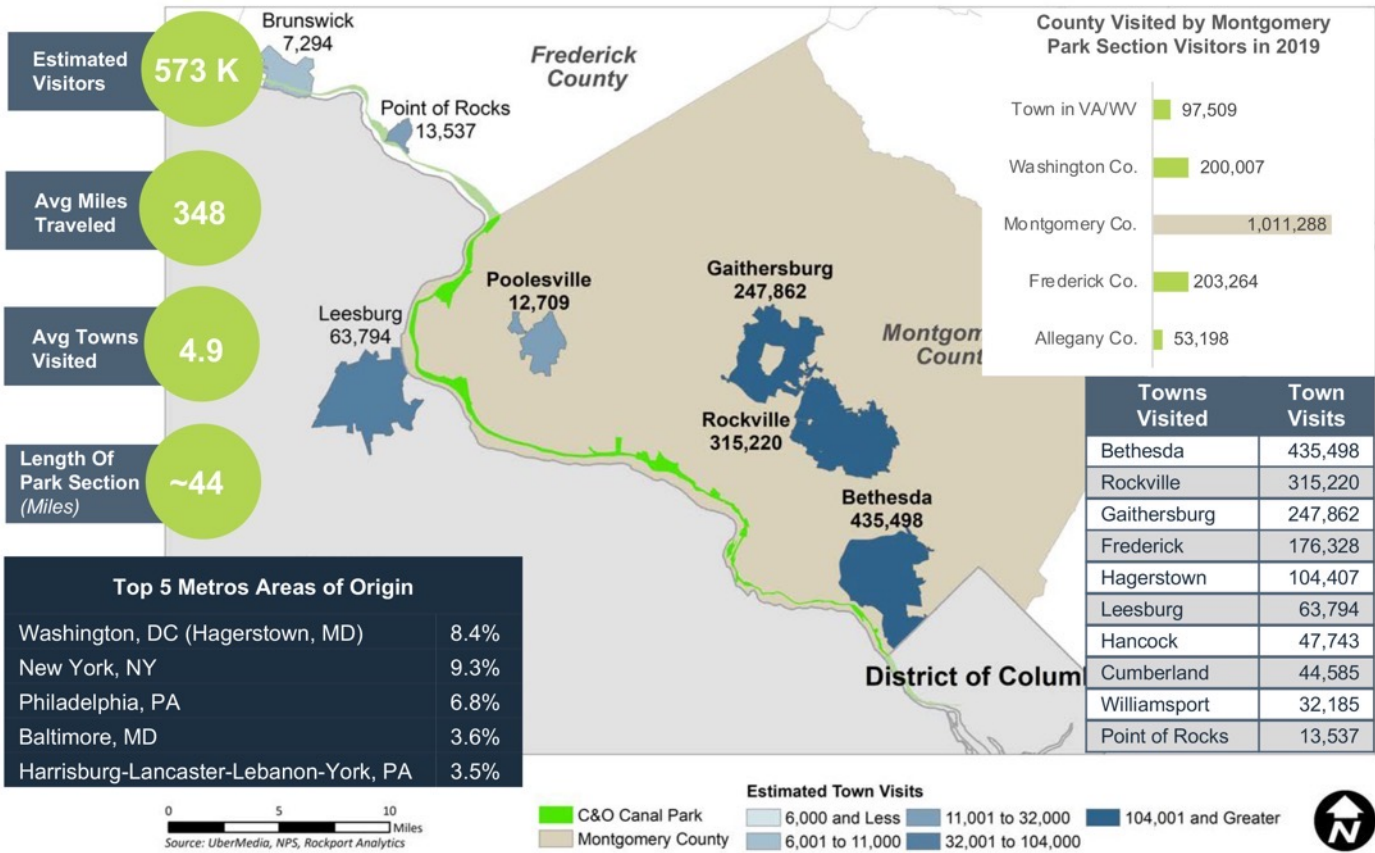 Estimated
Visitors
573 K
Avg Miles
Traveled
348
Avg Towns
Visited
4.9
Length Of
Park Section
(Miles)
~44
Brunswick
7,294
Frederick
County
Point of Rocks
13,537
Leesburg
63,794
Poolesville
12,709
Gaithersburg
247,862
Rockville
315,220
Bethesda
435,498
Montgom
Count
District of Colum
County Visited by Montgomery
Park Section Visitors in 2019
Town in VA/WV 97,509
Washington Co. 200,007
Montgomery Co. 1,011,288
Frederick Co. 203,264
Allegany Co. 53,198
Towns Visited Town Visits
Bethesda 435,498
Rockville 315,220
Gaithersburg 247,862
Frederick 176,328
Hagerstown 104,407
Leesburg 63,794
Hancock 47,743
Cumberland 44,585
Williamsport 32,185
Point of Rocks 13,537
Top 5 Metros Areas of Origin
Washington, DC (Hagerstown, MD) 8.4%
New York, NY 9.3%
Philadelphia, PA 6.8%
Baltimore, MD 3.6%
Harrisburg-Lancaster-Lebanon-York, PA 3.5%
0 5 10
Miles
Source: UberMedia, NPS, Rockport Analytics
C&O Canal Park
Montgomery County
Estimated Town Visits
6,000 and Less 11,001 to 32,000 104,001 and Greater
6,001 to 11,000 32,001 to 104,000
N